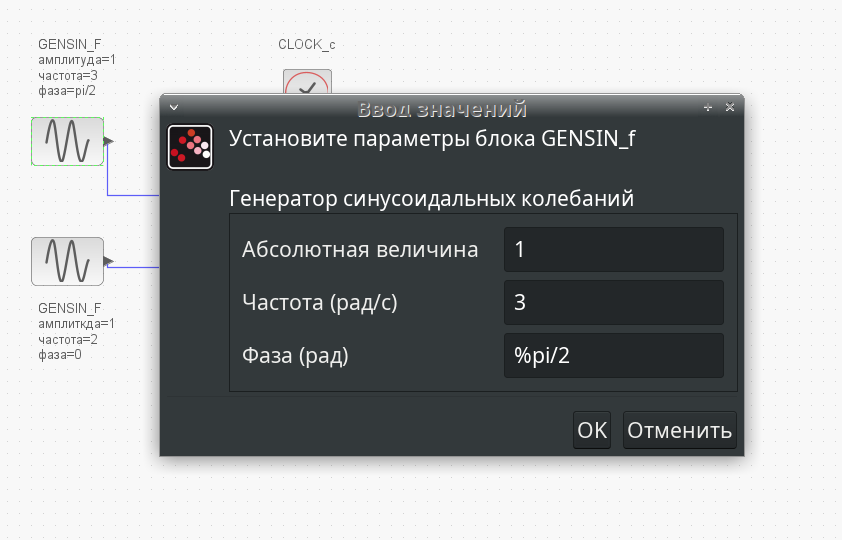 GENSIN_F
амплитуда=1
частота=3
фаза=pi/2
CLOCK_c
Ввод значений
Установите параметры блока GENSIN_f
Генератор синусоидальных колебаний
Абсолютная величина
1
Частота (рад/с)
3
Фаза (рад)
%pi/2
OK
Отменить
GENSIN_F
амплиткда=1
частота=2
фаза=0